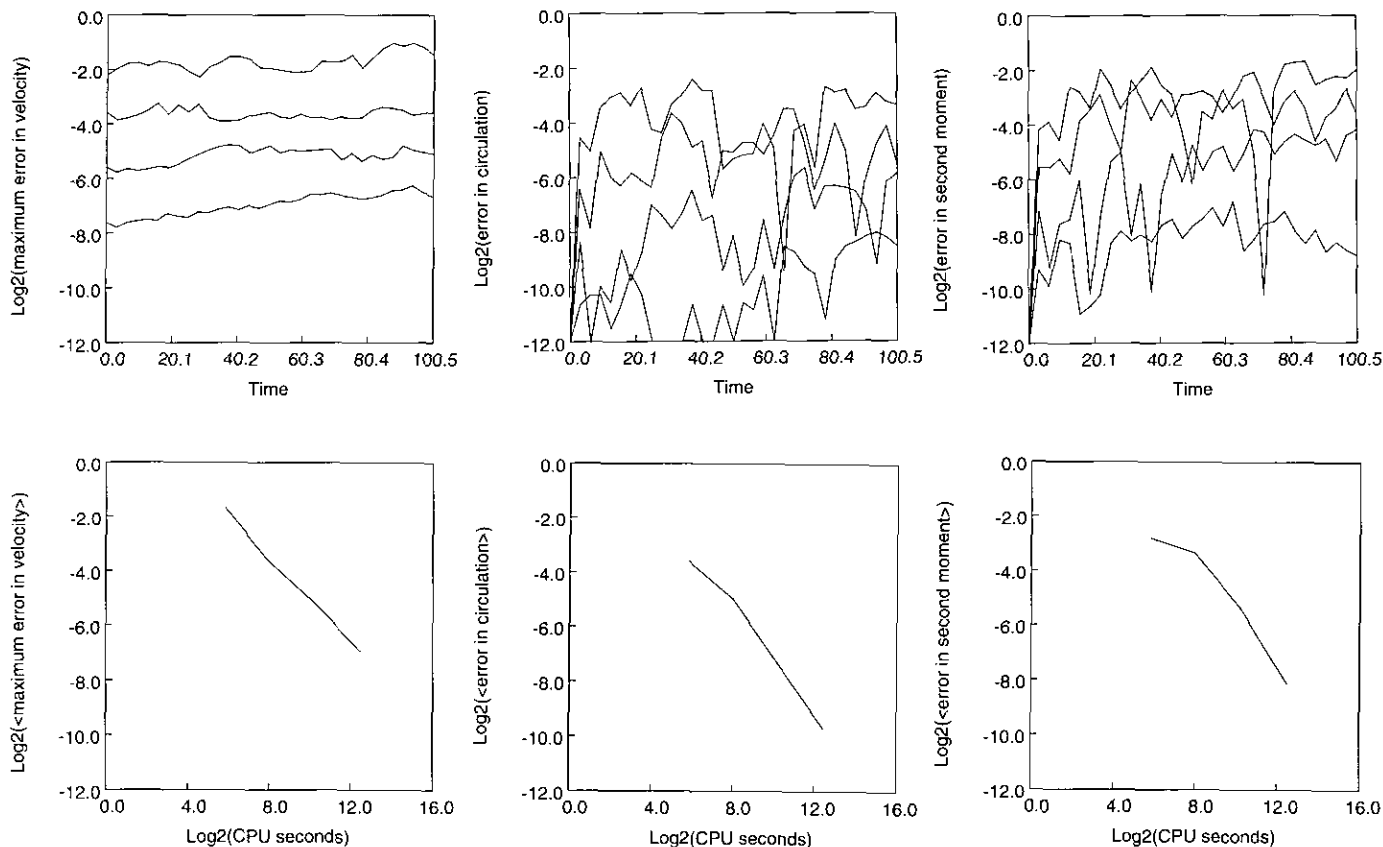 Log2(maximum error in velocity)
0.0
-2.0
-4.0
-6.0
-8.0
-10.0
-12.0
0.0 20.1 40.2 60.3 80.4 100.5
Time
Log2(error in circulation)
0.0
-2.0
-4.0
-6.0
-8.0
-10.0
-12.0
0.0 20.1 40.2 60.3 80.4 100.5
Time
Log2(error in second moment)
0.0
-2.0
-4.0
-6.0
-8.0
-10.0
-12.0
0.0 20.1 40.2 60.3 80.4 100.5
Time
Log2(<maximum error in velocity>)
0.0
-2.0
-4.0
-6.0
-8.0
-10.0
-12.0
0.0 4.0 8.0 12.0 16.0
Log2(CPU seconds)
Log2(<error in circulation>)
0.0
-2.0
-4.0
-6.0
-8.0
-10.0
-12.0
0.0 4.0 8.0 12.0 16.0
Log2(CPU seconds)
Log2(<error in second moment>)
0.0
-2.0
-4.0
-6.0
-8.0
-10.0
-12.0
0.0 4.0 8.0 12.0 16.0
Log2(CPU seconds)